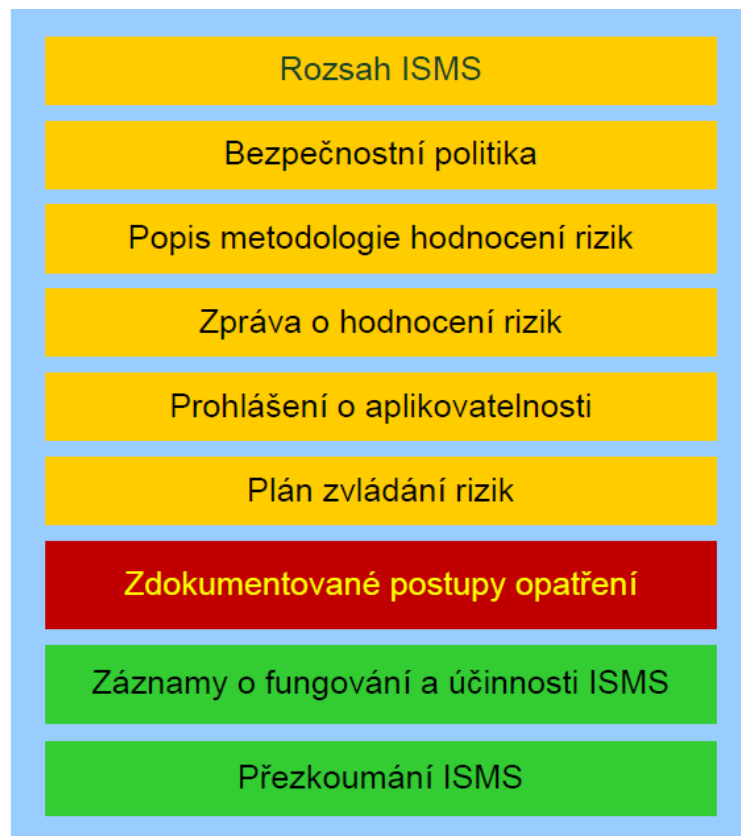 Rozsah ISMS
Bezpečnostní politika
Popis metodologie hodnocení rizik
Zpráva o hodnocení rizik
Prohlášení o aplikovatelnosti
Plán zvládání rizik
Zdokumentované postupy opatření
Záznamy o fungování a účinnosti ISMS
Přezkoumání ISMS